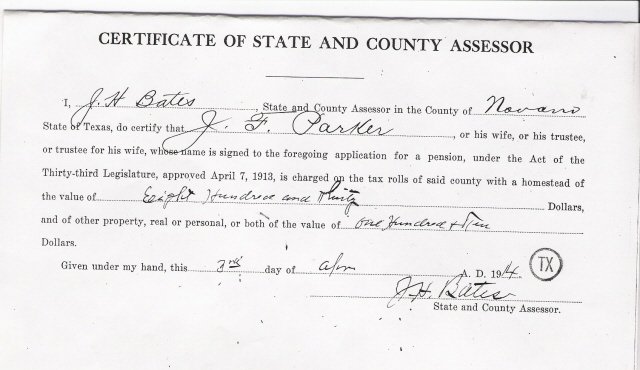 CERTIFICATE OF STATE AND COUNTY ASSESSOR
I, J. H Bates, State and County Assessor in the County of Navarro
State of Texas, do certify that J. F. Parker, or his wife, or his trustee,
or trustee for his wife, whose name is signed to the foregoing application for a pension, under the Act of the
Thirty-third Legislature, approved April 7, 1913, is charged on the tax rolls of said county with a homestead of
the value of Eeight Hundred and Thirty Dollars,
and of other property, real or personal, or both of the value of One Hundred + Ten
Dollars.
Given under my hand, this 3rd day of Apr A. D. 1914. TX
J. H. Bates
State and County Assessor.